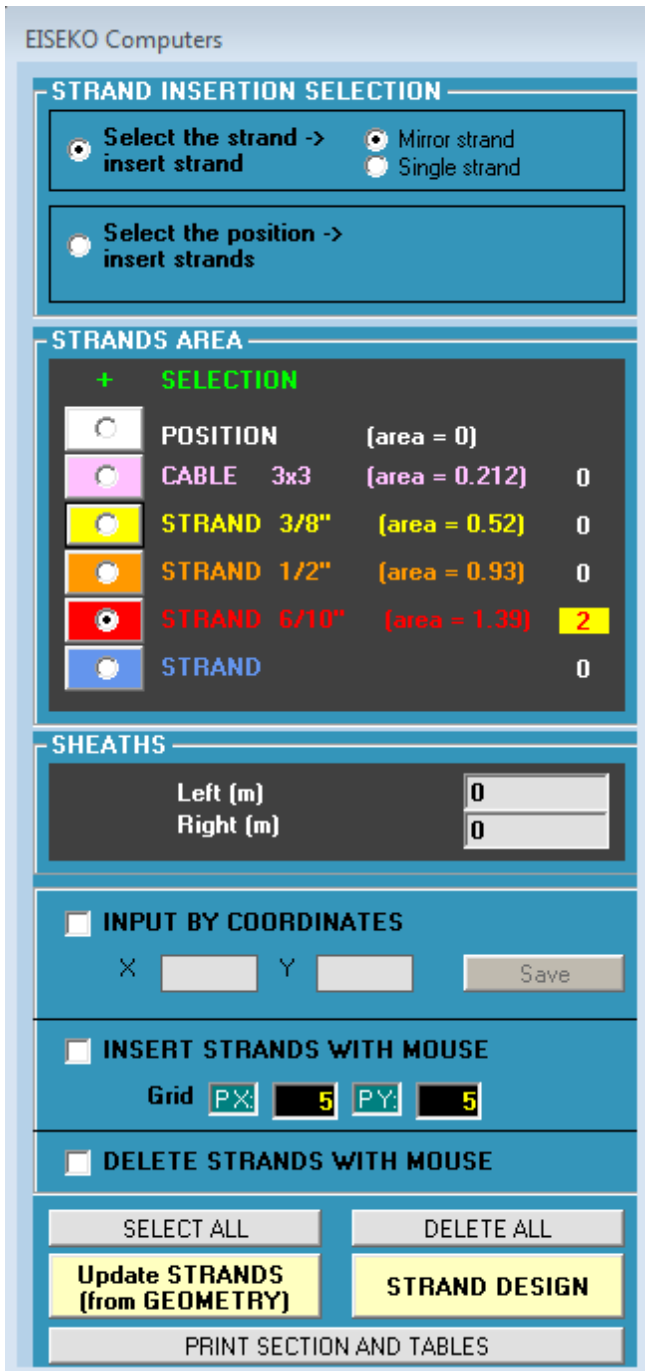 EISEKO Computers
STRAND INSERTION SELECTION
Select the strand -> Mirror strand
insert strand Single strand
Select the position ->
insert strands
STRANDS AREA
+ SELECTION
POSITION (area = 0)
CABLE 3x3 (area = 0.212) 0
STRAND 3/8" (area = 0.52) 0
STRAND 1/2" (area = 0.93) 0
STRAND 6/10" (area = 1.39) 2
STRAND 0
SHEATHS
Left (m) 0
Right (m) 0
INPUT BY COORDINATES
X Y Save
INSERT STRANDS WITH MOUSE
Grid PX: 5 PY: 5
DELETE STRANDS WITH MOUSE
SELECT ALL DELETE ALL
Update STRANDS
(from GEOMETRY) STRAND DESIGN
PRINT SECTION AND TABLES